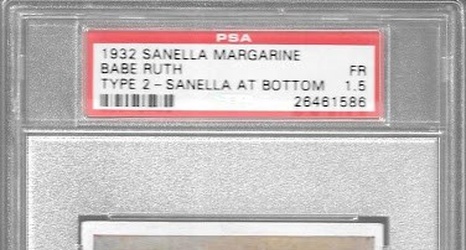 PSA
1932 SANELLA MARGARINE
BABE RUTH FR
TYPE 2 - SANELLA AT BOTTOM 1.5
26461586